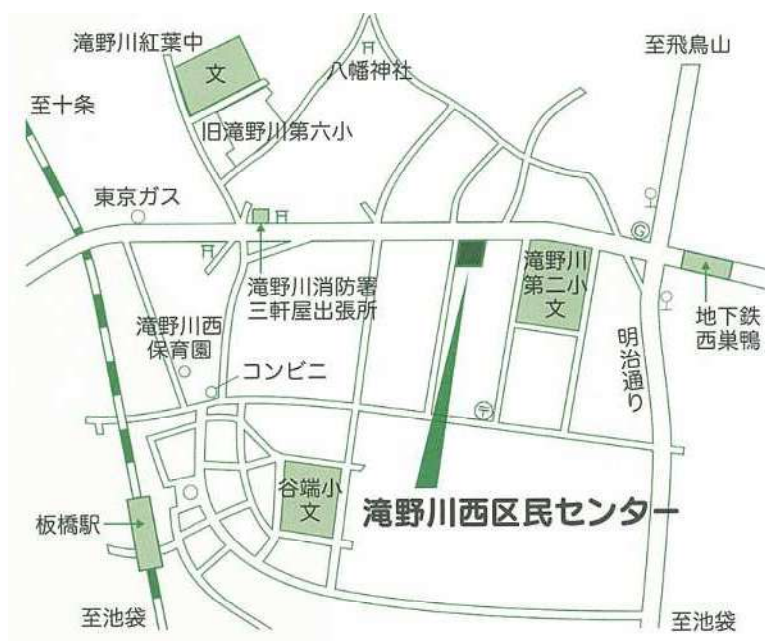 滝野川紅葉中
文
八幡神社
至飛鳥山
至十条
旧滝野川第六小
東京ガス
G
滝野川消防署
三軒屋出張所
滝野川
第二小
文
地下鉄
西巣鴨
滝野川西
保育園
明治通り
コンビニ
〒
谷端小
文
滝野川西区民センター
板橋駅
至池袋
至池袋